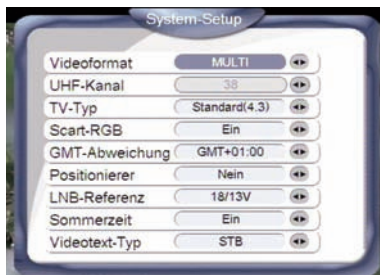 System-Setup
Videoformat MULTI
UHF-Kanal 38
TV-Typ Standard(4.3)
Scart-RGB Ein
GMT-Abweichung GMT+01:00
Positionierer Nein
LNB-Referenz 18/13V
Sommerzeit Ein
Videotext-Typ STB